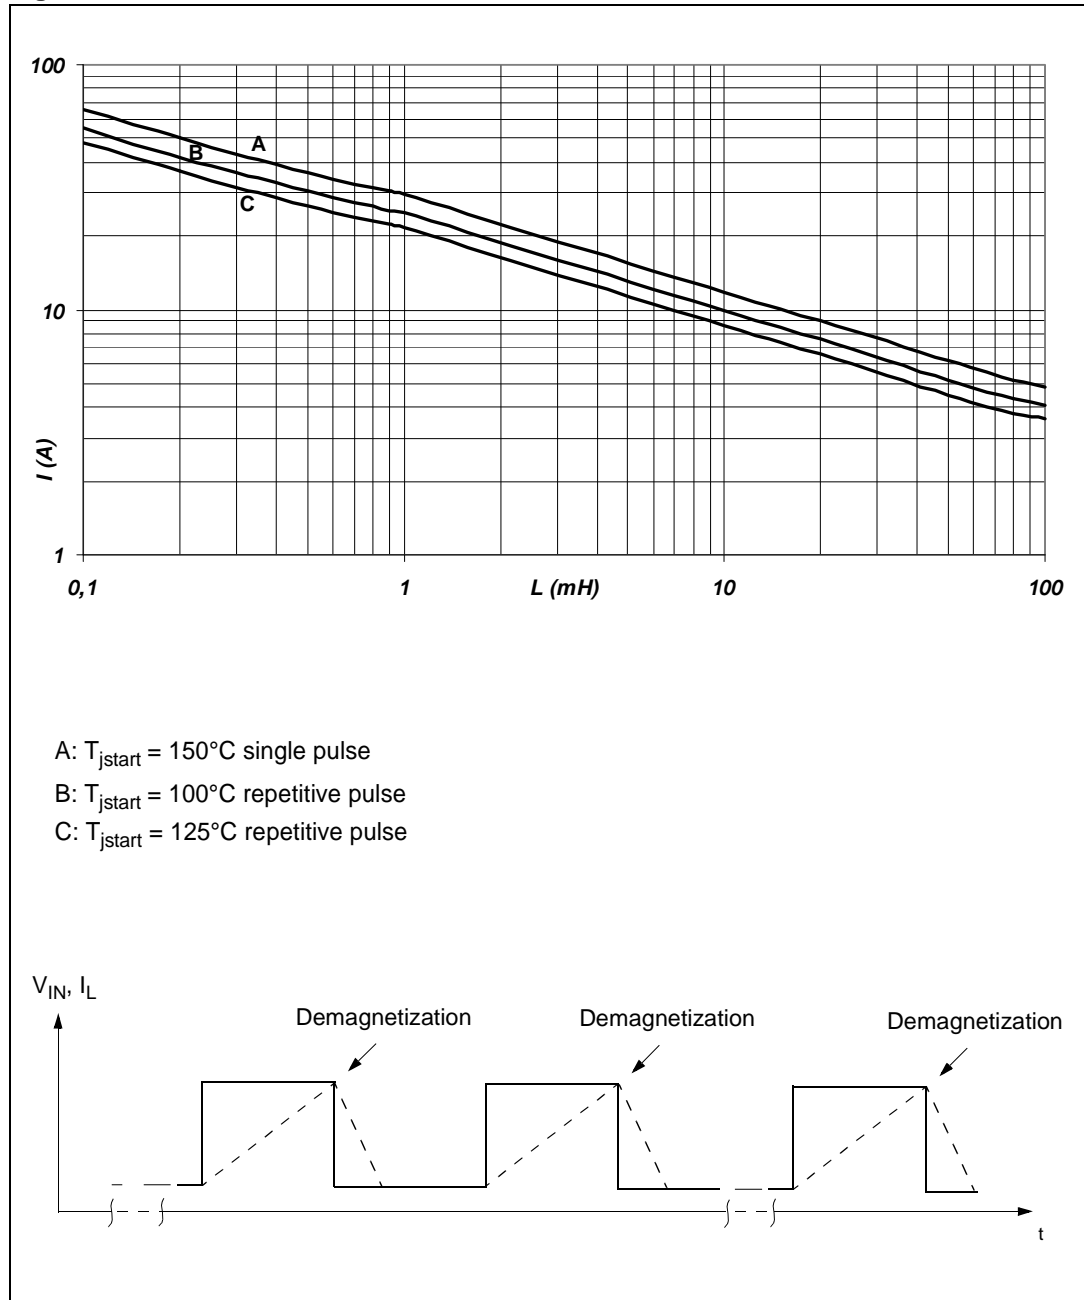 100
A
B
C
10
I (A)
1
0,1 1 L (mH) 10 100
A: Tjstart = 150°C single pulse
B: Tjstart = 100°C repetitive pulse
C: Tjstart = 125°C repetitive pulse
VIN, IL
Demagnetization Demagnetization Demagnetization
t